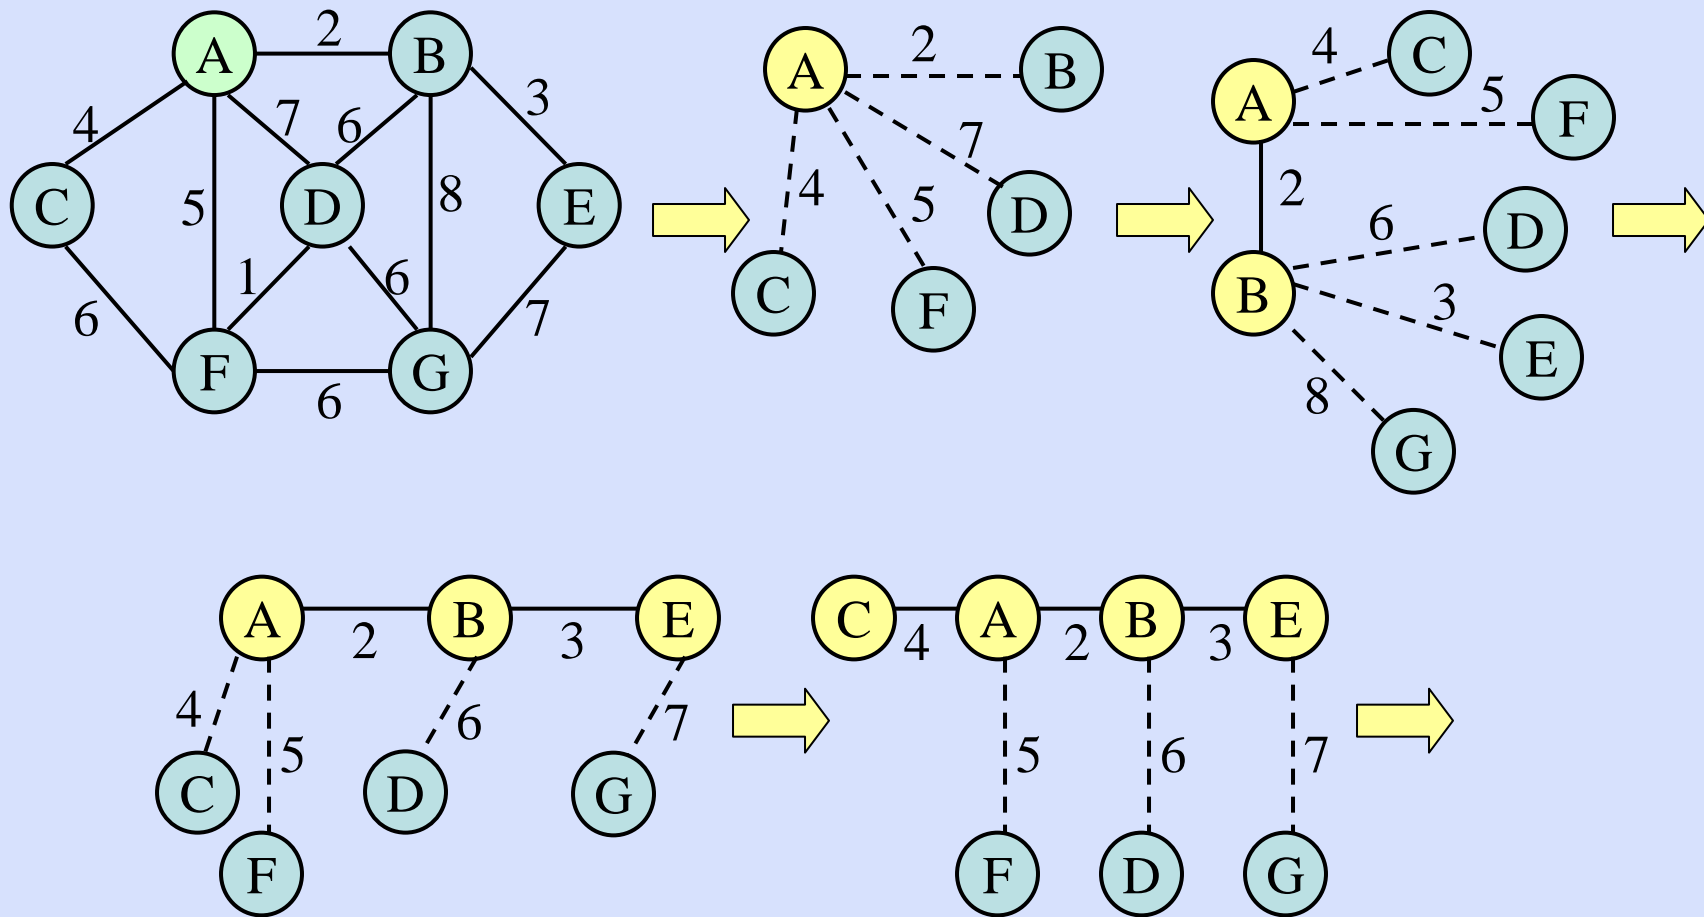 A 2 B
4 7 6 3
C 5 D 8 E
6 1 6 7
F 6 G
A 2 B
7
4 5 D
C F
4 C
A 5 F
2
6 D
B 3
E
8
G
A 2 B 3 E
4 6 7
5
C D G
F
C 4 A 2 B 3 E
5 6 7
F D G